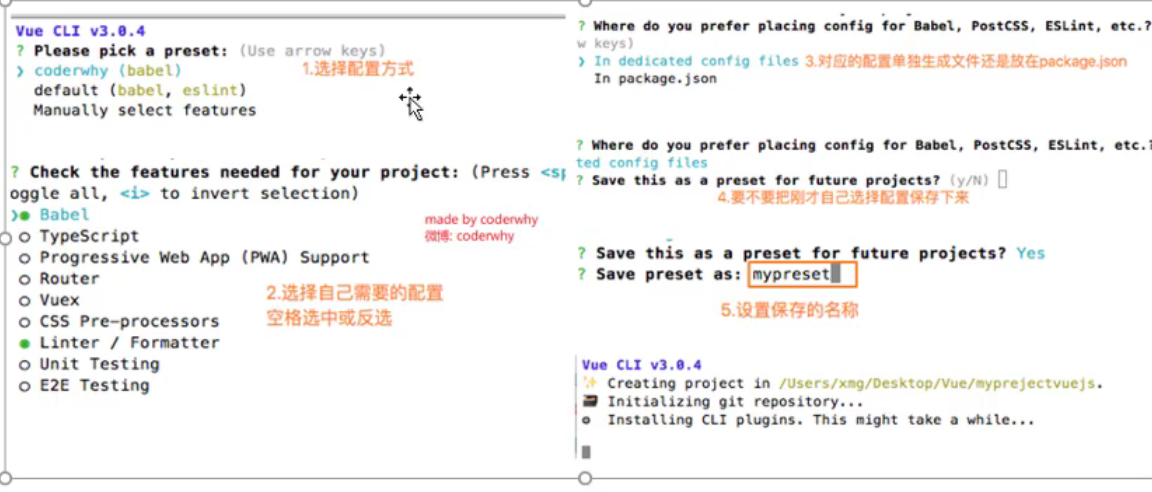 Vue CLI v3.0.4
? Please pick a preset: (Use arrow keys)
❯ coderwhy (babel)
1.选择配置方式
default (babel, eslint)
Manually select features
? Check the features needed for your project: (Press <sp
oggle all, <i> to invert selection)
❯◉ Babel
○ TypeScript
○ Progressive Web App (PWA) Support
○ Router
○ Vuex
○ CSS Pre-processors
◉ Linter / Formatter
○ Unit Testing
○ E2E Testing
made by coderwhy
微博: coderwhy
2.选择自己需要的配置
空格选中或反选
? Where do you prefer placing config for Babel, PostCSS, ESLint, etc.?
w keys)
❯ In dedicated config files 3.对应的配置单独生成文件还是放在package.json
In package.json
? Where do you prefer placing config for Babel, PostCSS, ESLint, etc.?
ted config files
? Save this as a preset for future projects? (y/N)
4.要不要把刚才自己选择配置保存下来
? Save this as a preset for future projects? Yes
? Save preset as: mypreset
5.设置保存的名称
Vue CLI v3.0.4
✨ Creating project in /Users/xmg/Desktop/Vue/myprejectvuejs.
🗃 Initializing git repository...
⚙ Installing CLI plugins. This might take a while...